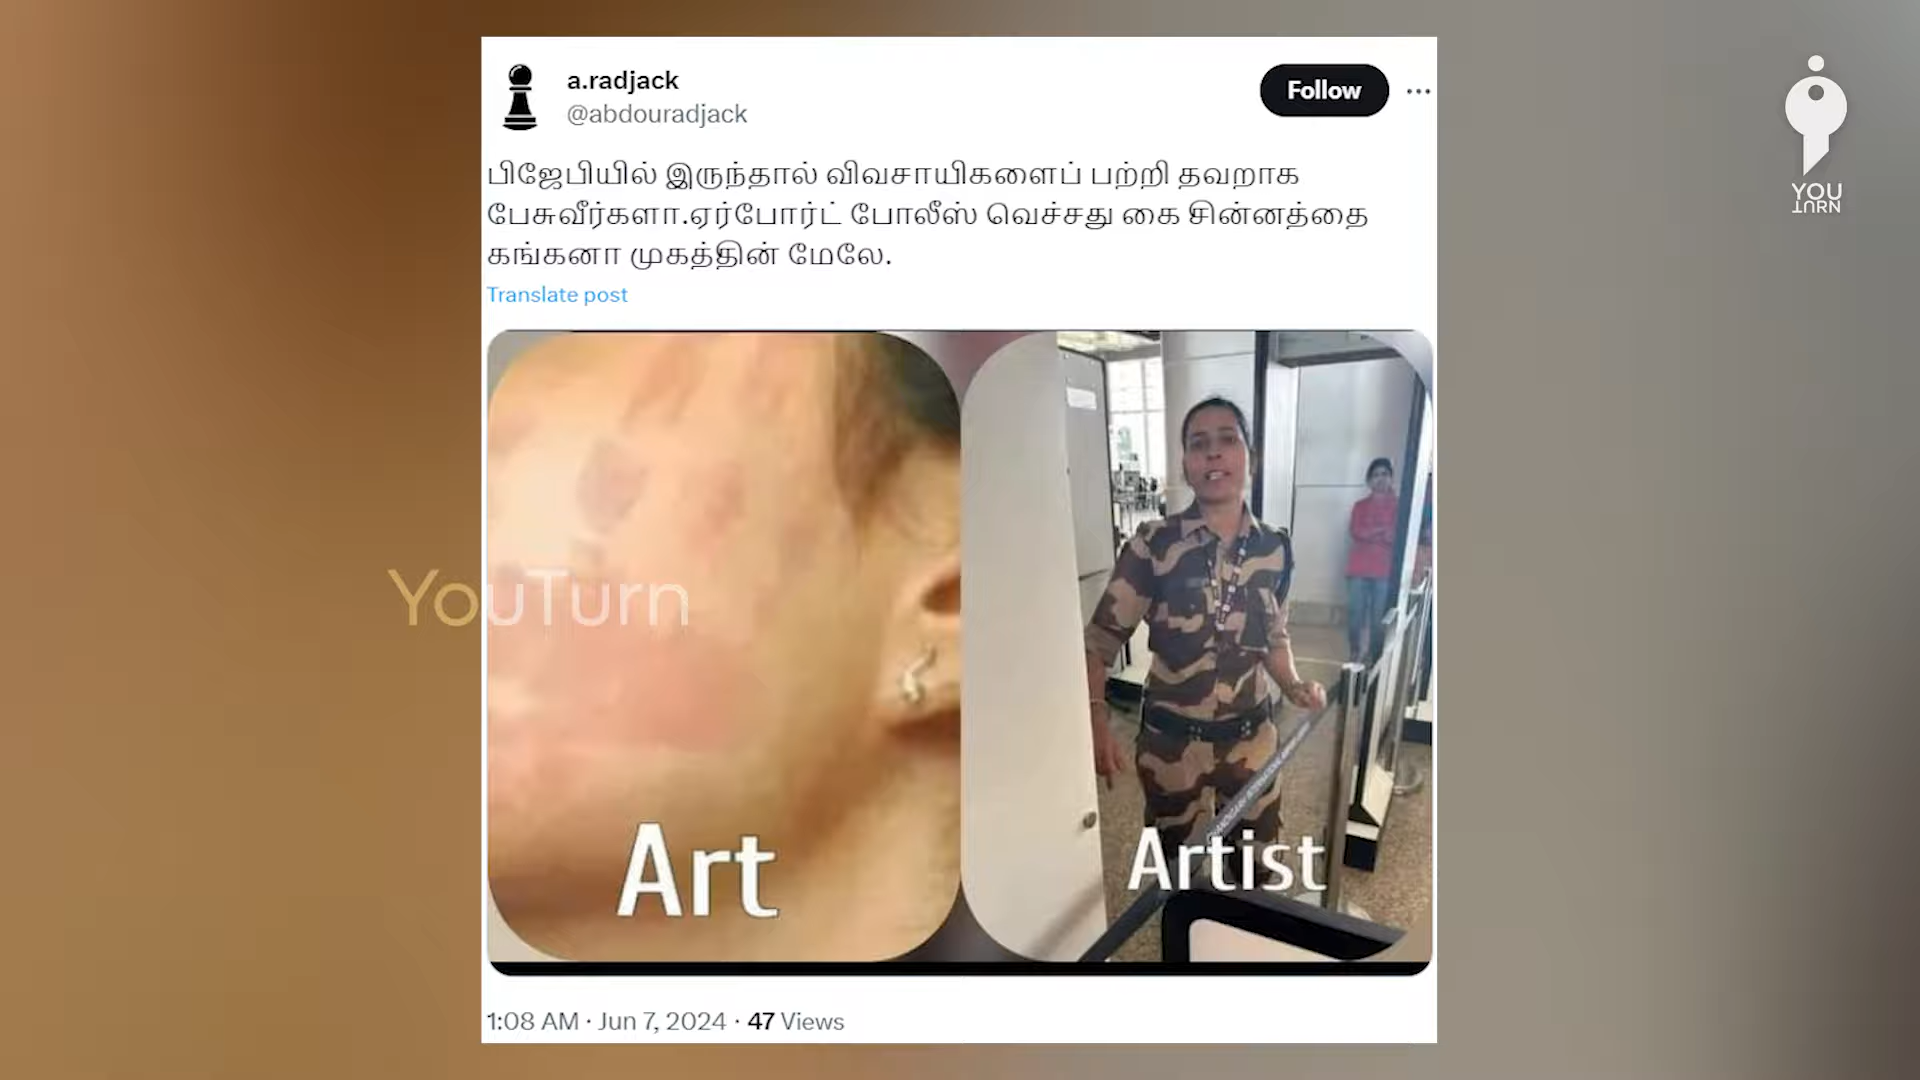 a.radjack
@abdouradjack
Follow
பிஜேபியில் இருந்தால் விவசாயிகளைப் பற்றி தவறாக
பேசுவீர்களா.ஏர்போர்ட் போலீஸ் வெச்சது கை சின்னத்தை
கங்கனா முகத்தின் மேலே.
Translate post
Art
Artist
1:08 AM · Jun 7, 2024 · 47 Views
YouTurn
YOU
TURN